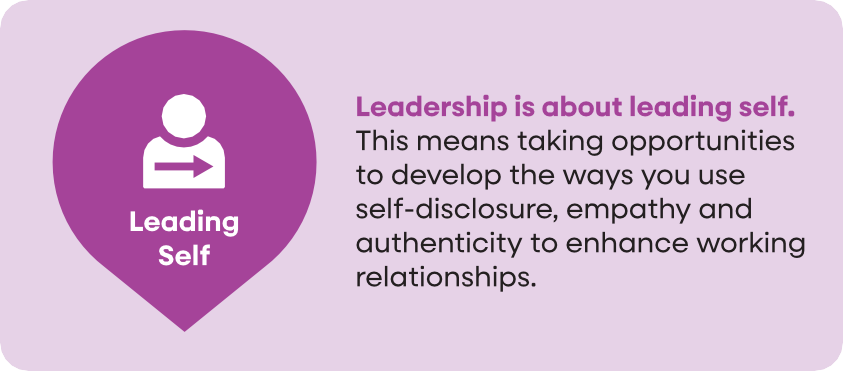 Leading
Self
Leadership is about leading self.
This means taking opportunities
to develop the ways you use
self-disclosure, empathy and
authenticity to enhance working
relationships.